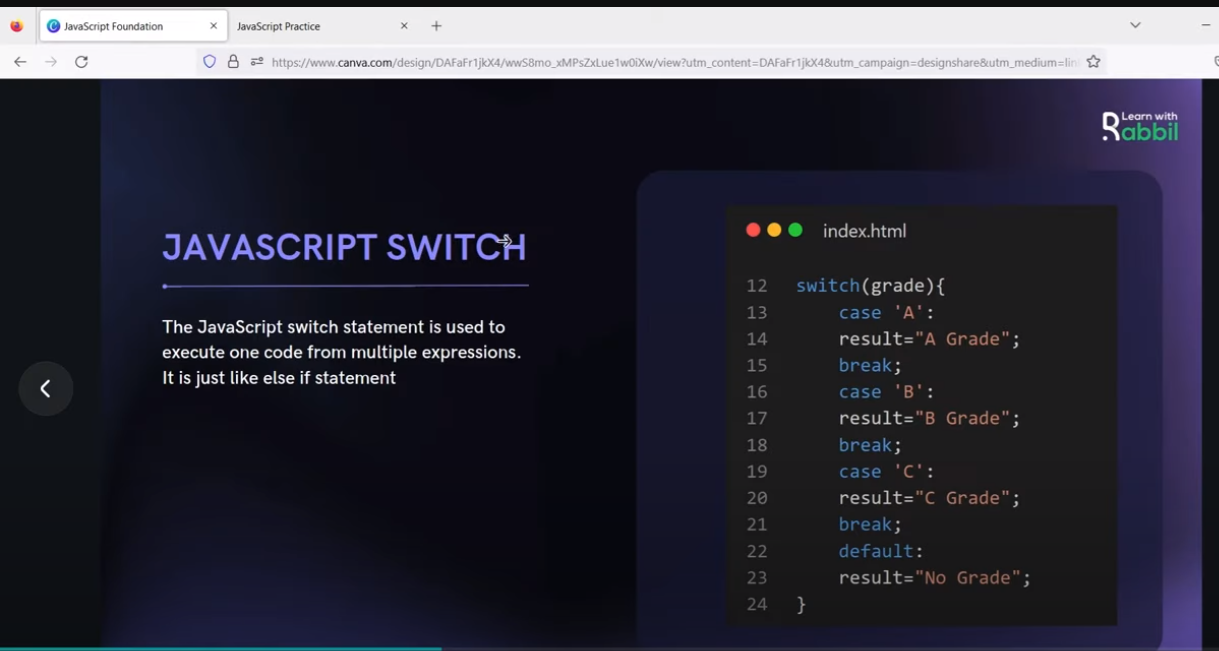 JavaScript Foundation
JavaScript Practice
https://www.canva.com/design/DAFaFr1jkX4/wwS8mo_xMPsZxLue1w0iXw/view?utm_content=DAFaFr1jkX4&utm_campaign=designshare&utm_medium=lin
Learn with
Rabbil
JAVASCRIPT SWITCH
The JavaScript switch statement is used to
execute one code from multiple expressions.
It is just like else if statement
index.html
12 switch(grade){
13 case 'A':
14 result="A Grade";
15 break;
16 case 'B':
17 result="B Grade";
18 break;
19 case 'C':
20 result="C Grade";
21 break;
22 default:
23 result="No Grade";
24 }